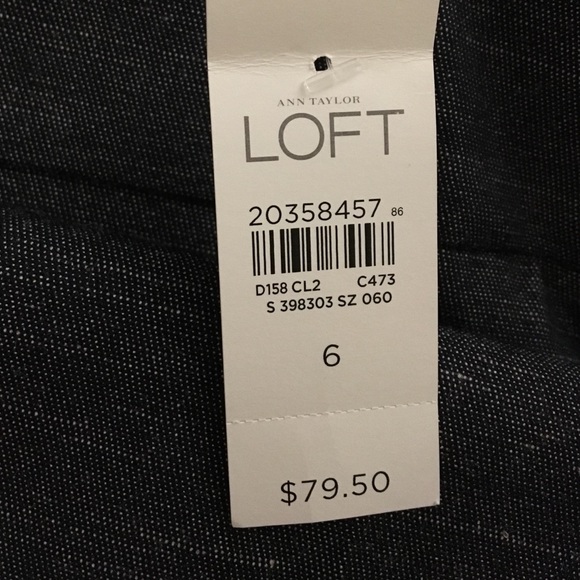 ANN TAYLOR
LOFT
20358457 86
D158 CL2 C473
S 398303 SZ 060
6
$79.50